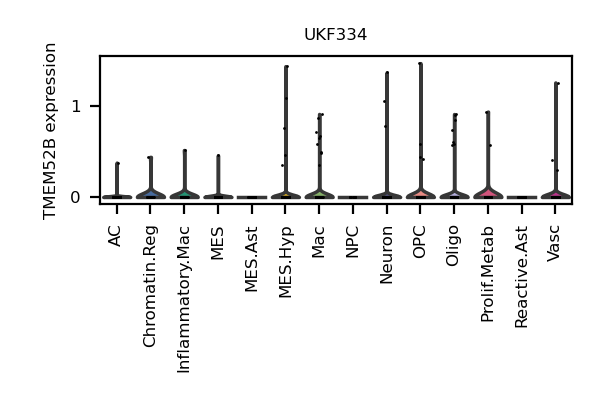 UKF334
TMEM52B expression
1
0
AC
Chromatin.Reg
Inflammatory.Mac
MES
MES.Ast
MES.Hyp
Mac
NPC
Neuron
OPC
Oligo
Prolif.Metab
Reactive.Ast
Vasc